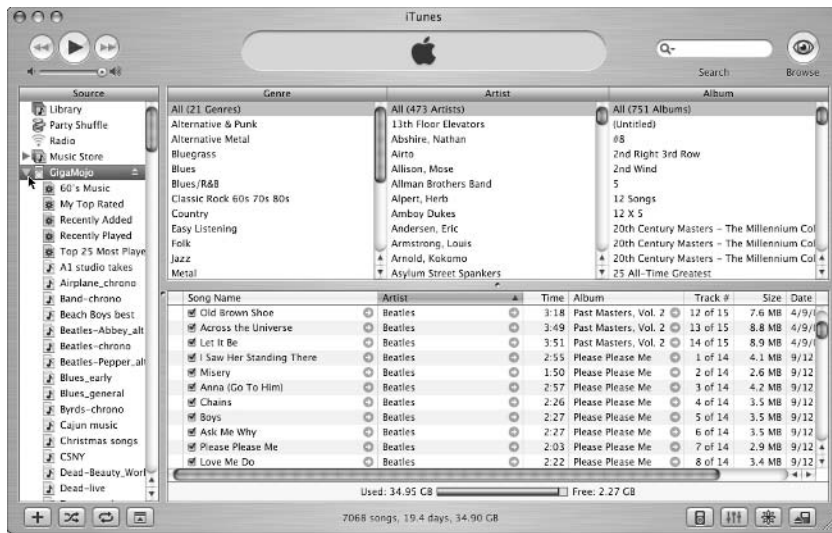 iTunes
Search
Browse
Source
Library
Party Shuffle
Radio
Music Store
GigaMojo
60's Music
My Top Rated
Recently Added
Recently Played
Top 25 Most Playe
A1 studio takes
Airplane_chrono
Band-chrono
Beach Boys best
Beatles-Abbey_alt
Beatles-chrono
Beatles-Pepper_alt
Blues_early
Blues_general
Byrds-chrono
Cajun music
Christmas songs
CSNY
Dead-Beauty_Worl
Dead-live
Genre
All (21 Genres)
Alternative & Punk
Alternative Metal
Bluegrass
Blues
Blues/R&B
Classic Rock 60s 70s 80s
Country
Easy Listening
Folk
Jazz
Metal
Artist
All (473 Artists)
13th Floor Elevators
Abshire, Nathan
Airto
Allison, Mose
Allman Brothers Band
Alpert, Herb
Amboy Dukes
Andersen, Eric
Armstrong, Louis
Arnold, Kokomo
Asylum Street Spankers
Album
All (751 Albums)
(Untitled)
#8
2nd Right 3rd Row
2nd Wind
5
12 Songs
12 X 5
20th Century Masters – The Millennium Col
20th Century Masters – The Millennium Col
20th Century Masters – The Millennium Col
25 All-Time Greatest
Song Name Artist Time Album Track # Size Date
Old Brown Shoe Beatles 3:18 Past Masters, Vol. 2 12 of 15 7.6 MB 4/9/
Across the Universe Beatles 3:49 Past Masters, Vol. 2 13 of 15 8.8 MB 4/9/
Let It Be Beatles 3:51 Past Masters, Vol. 2 14 of 15 8.9 MB 4/9/
I Saw Her Standing There Beatles 2:55 Please Please Me 1 of 14 4.1 MB 9/12
Misery Beatles 1:50 Please Please Me 2 of 14 2.6 MB 9/12
Anna (Go To Him) Beatles 2:57 Please Please Me 3 of 14 4.2 MB 9/12
Chains Beatles 2:26 Please Please Me 4 of 14 3.5 MB 9/12
Boys Beatles 2:27 Please Please Me 5 of 14 3.5 MB 9/12
Ask Me Why Beatles 2:27 Please Please Me 6 of 14 3.5 MB 9/12
Please Please Me Beatles 2:03 Please Please Me 7 of 14 2.9 MB 9/12
Love Me Do Beatles 2:22 Please Please Me 8 of 14 3.4 MB 9/12
Used: 34.95 GB Free: 2.27 GB
7068 songs, 19.4 days, 34.90 GB